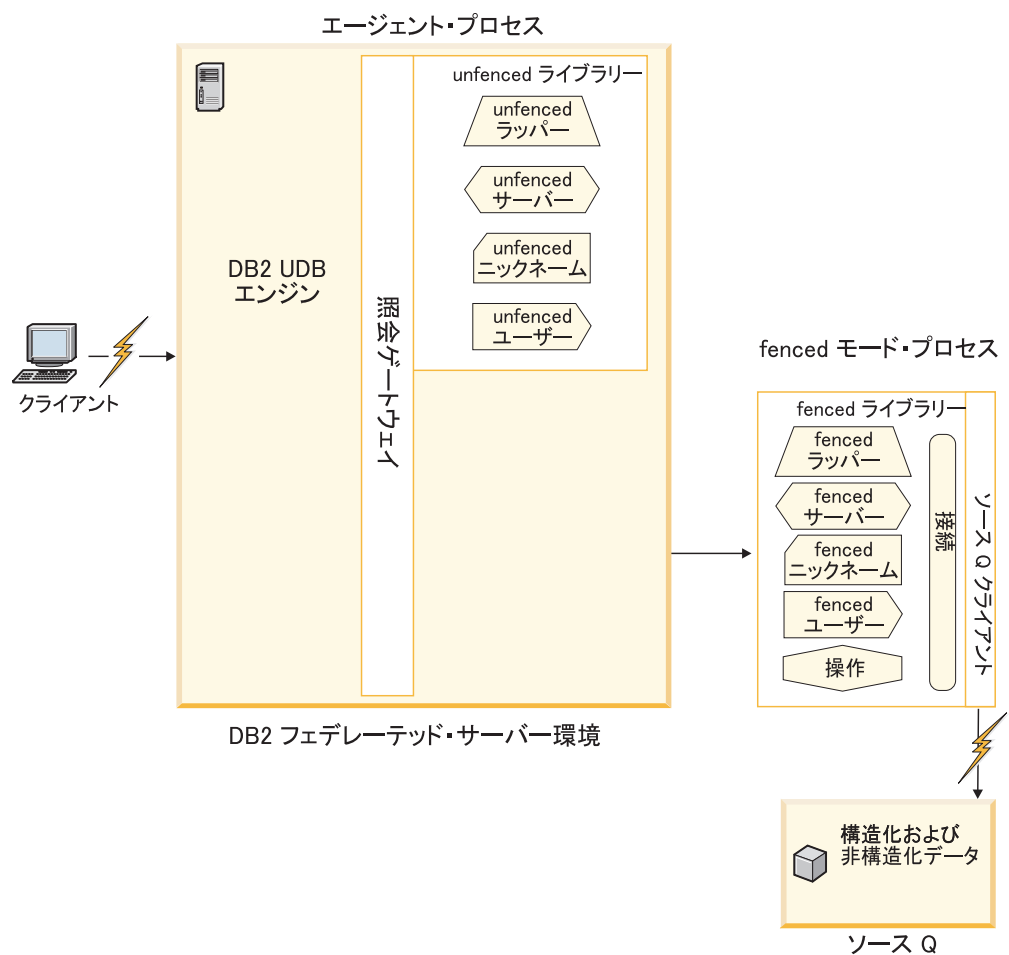 エージェント・プロセス
unfenced ライブラリー
unfenced
ラッパー
unfenced
サーバー
unfenced
ニックネーム
unfenced
ユーザー
DB2 UDB
エンジン
照会ゲートウェイ
クライアント
DB2 フェデレーテッド・サーバー環境
fenced モード・プロセス
fenced ライブラリー
fenced
ラッパー
fenced
サーバー
fenced
ニックネーム
fenced
ユーザー
操作
接続
ソース Q クライアント
構造化および
非構造化データ
ソース Q